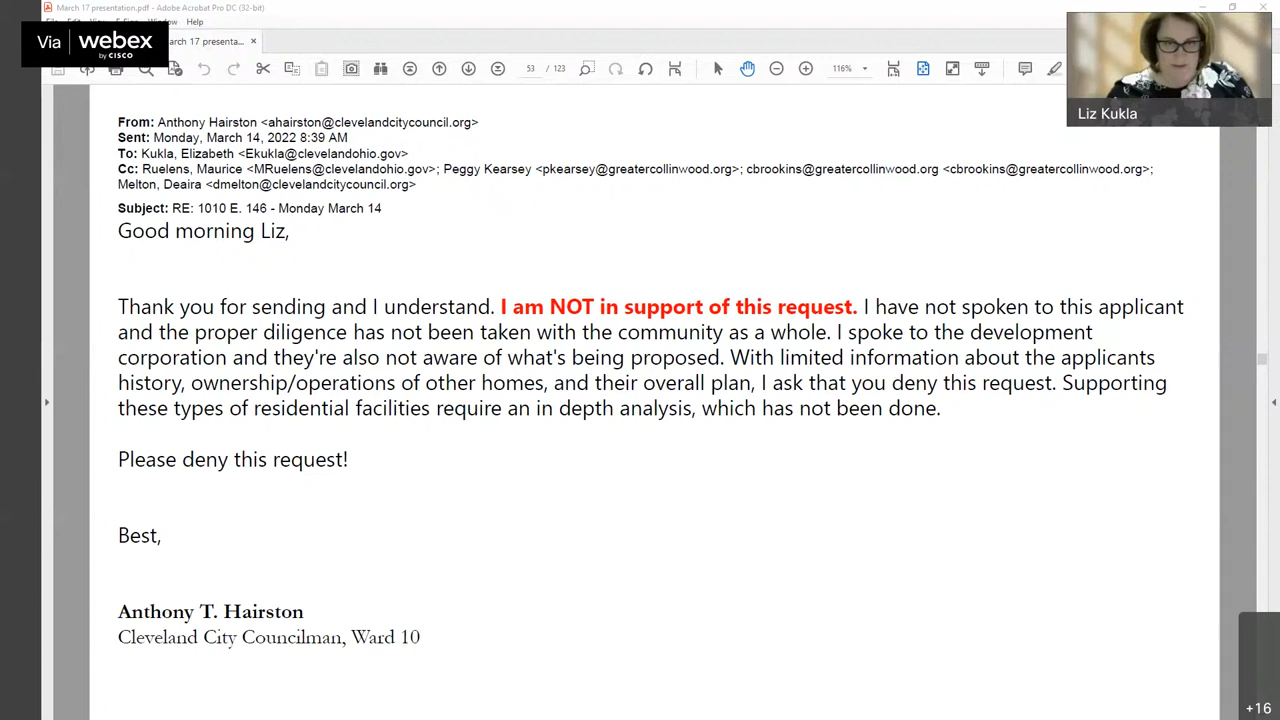 March 17 presentation.pdf - Adobe Acrobat Pro DC (32-bit)
Help
Via webex
by CISCO
arch 17 presenta... ×
53 / 123
116%
Liz Kukla
From: Anthony Hairston <ahairston@clevelandcitycouncil.org>
Sent: Monday, March 14, 2022 8:39 AM
To: Kukla, Elizabeth <Ekukla@clevelandohio.gov>
Cc: Ruelens, Maurice <MRuelens@clevelandohio.gov>; Peggy Kearsey <pkearsey@greatercollinwood.org>; cbrookins@greatercollinwood.org <cbrookins@greatercollinwood.org>;
Melton, Deaira <dmelton@clevelandcitycouncil.org>
Subject: RE: 1010 E. 146 - Monday March 14
Good morning Liz,
Thank you for sending and I understand. I am NOT in support of this request. I have not spoken to this applicant
and the proper diligence has not been taken with the community as a whole. I spoke to the development
corporation and they're also not aware of what's being proposed. With limited information about the applicants
history, ownership/operations of other homes, and their overall plan, I ask that you deny this request. Supporting
these types of residential facilities require an in depth analysis, which has not been done.
Please deny this request!
Best,
Anthony T. Hairston
Cleveland City Councilman, Ward 10
+16